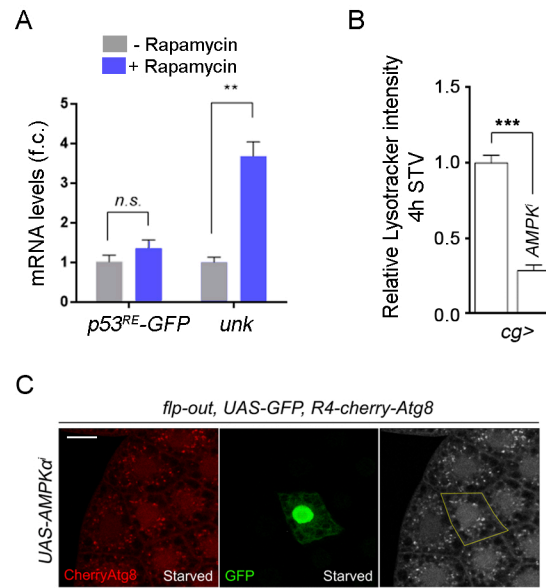 A
- Rapamycin
+ Rapamycin
mRNA levels (f.c.)
5
4
3
2
1
0
n.s.
**
p53RE-GFP
unk
B
Relative Lysotracker intensity
4h STV
1.5
1.0
0.5
0.0
***
AMPKi
cg>
C
flp-out, UAS-GFP, R4-cherry-Atg8
UAS-AMPKαi
CherryAtg8
Starved
GFP
Starved